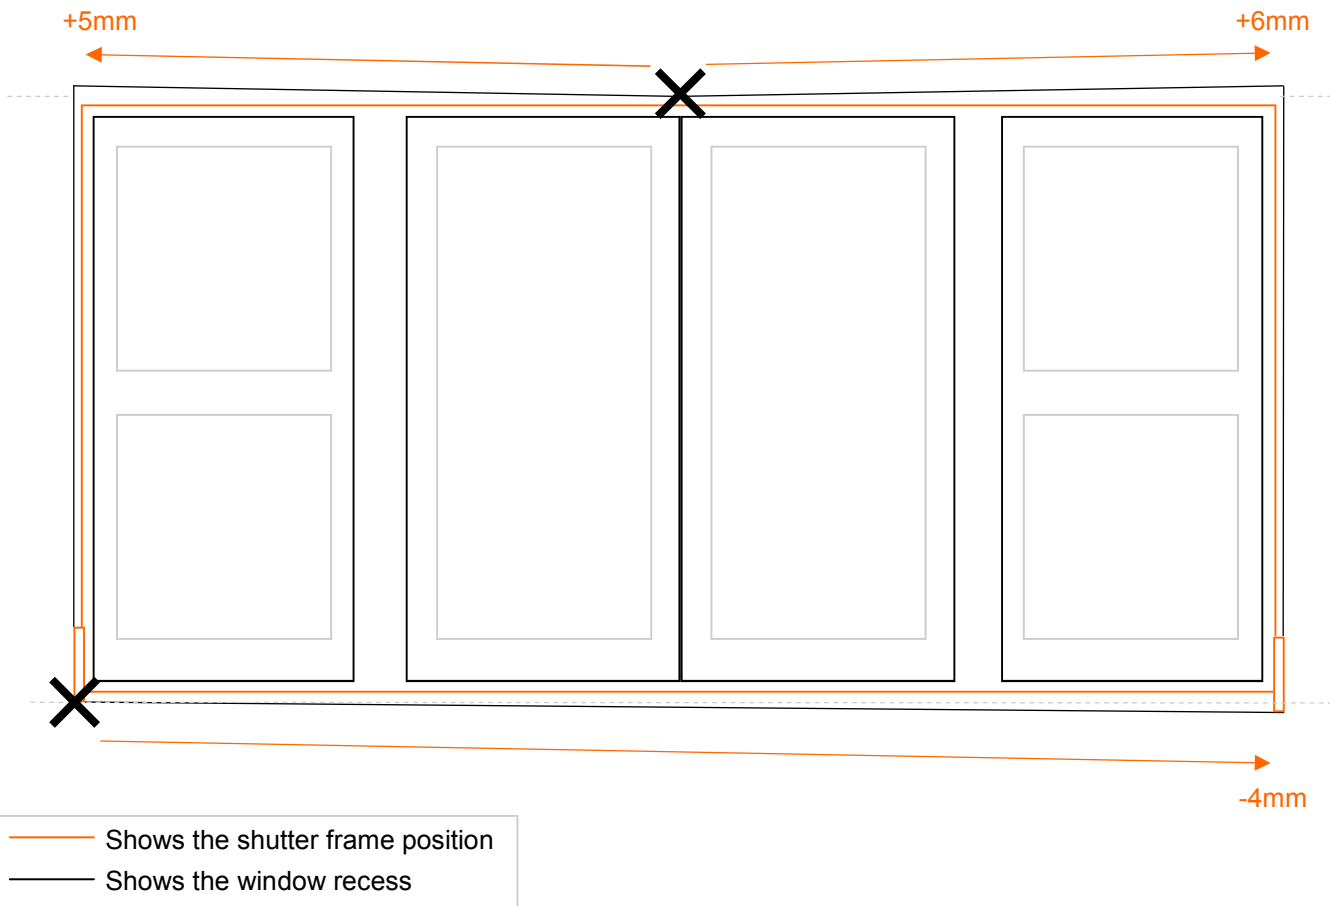 +5mm
+6mm
-4mm
Shows the shutter frame position
Shows the window recess